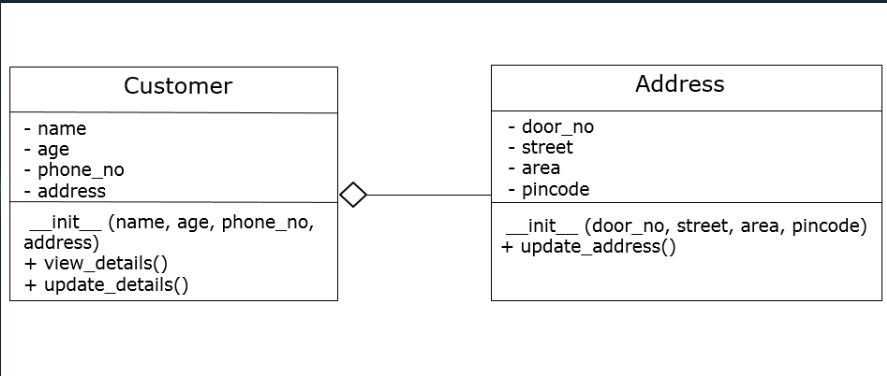 Customer
- name
- age
- phone_no
- address
__init__ (name, age, phone_no,
address)
+ view_details()
+ update_details()
Address
- door_no
- street
- area
- pincode
__init__ (door_no, street, area, pincode)
+ update_address()